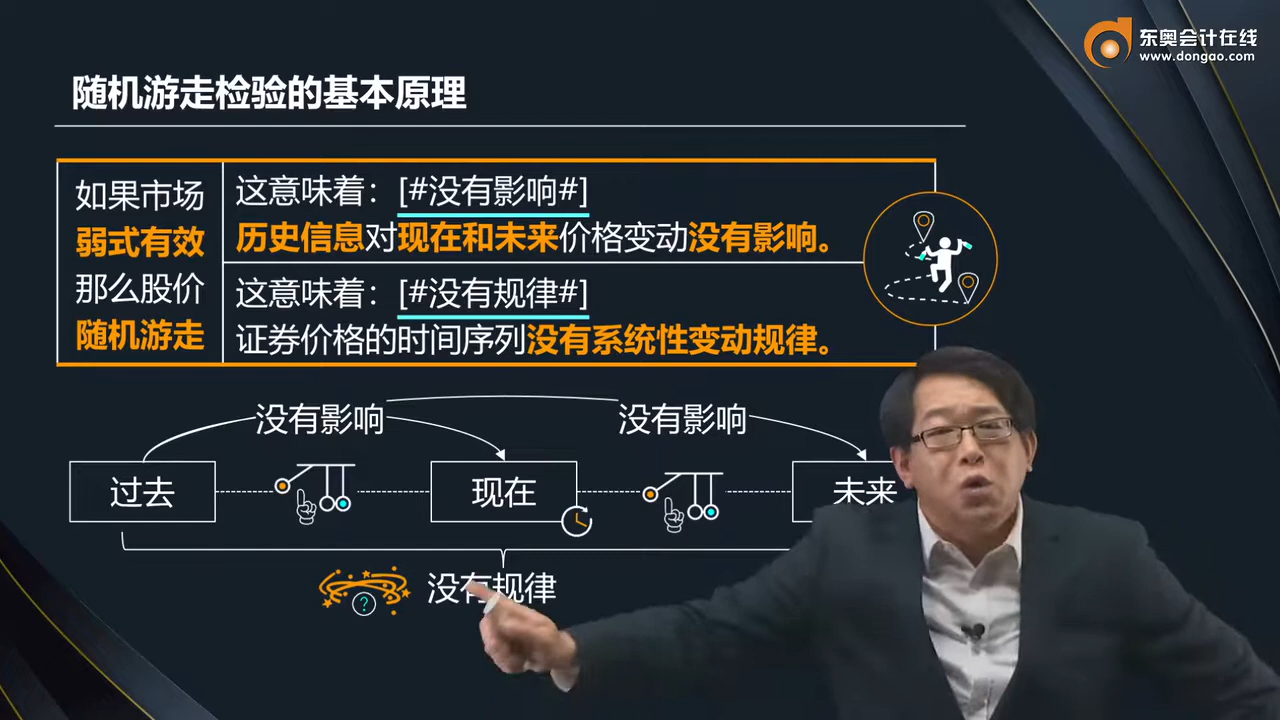 东奥会计在线
www.dongao.com
随机游走检验的基本原理
如果市场
弱式有效
那么股价
随机游走
这意味着：[#没有影响#]
历史信息对现在和未来价格变动没有影响。
这意味着：[#没有规律#]
证券价格的时间序列没有系统性变动规律。
没有影响
没有影响
过去
现在
未来
?
没有规律